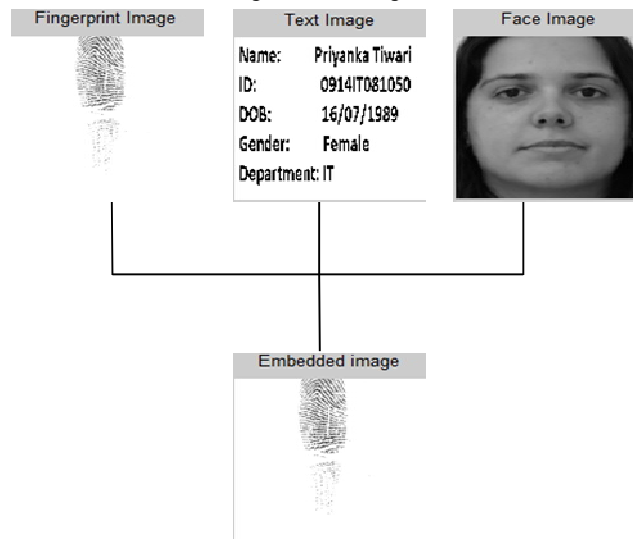 Fingerprint Image
Text Image
Name: Priyanka Tiwari
ID: 0914IT081050
DOB: 16/07/1989
Gender: Female
Department: IT
Face Image
Embedded image